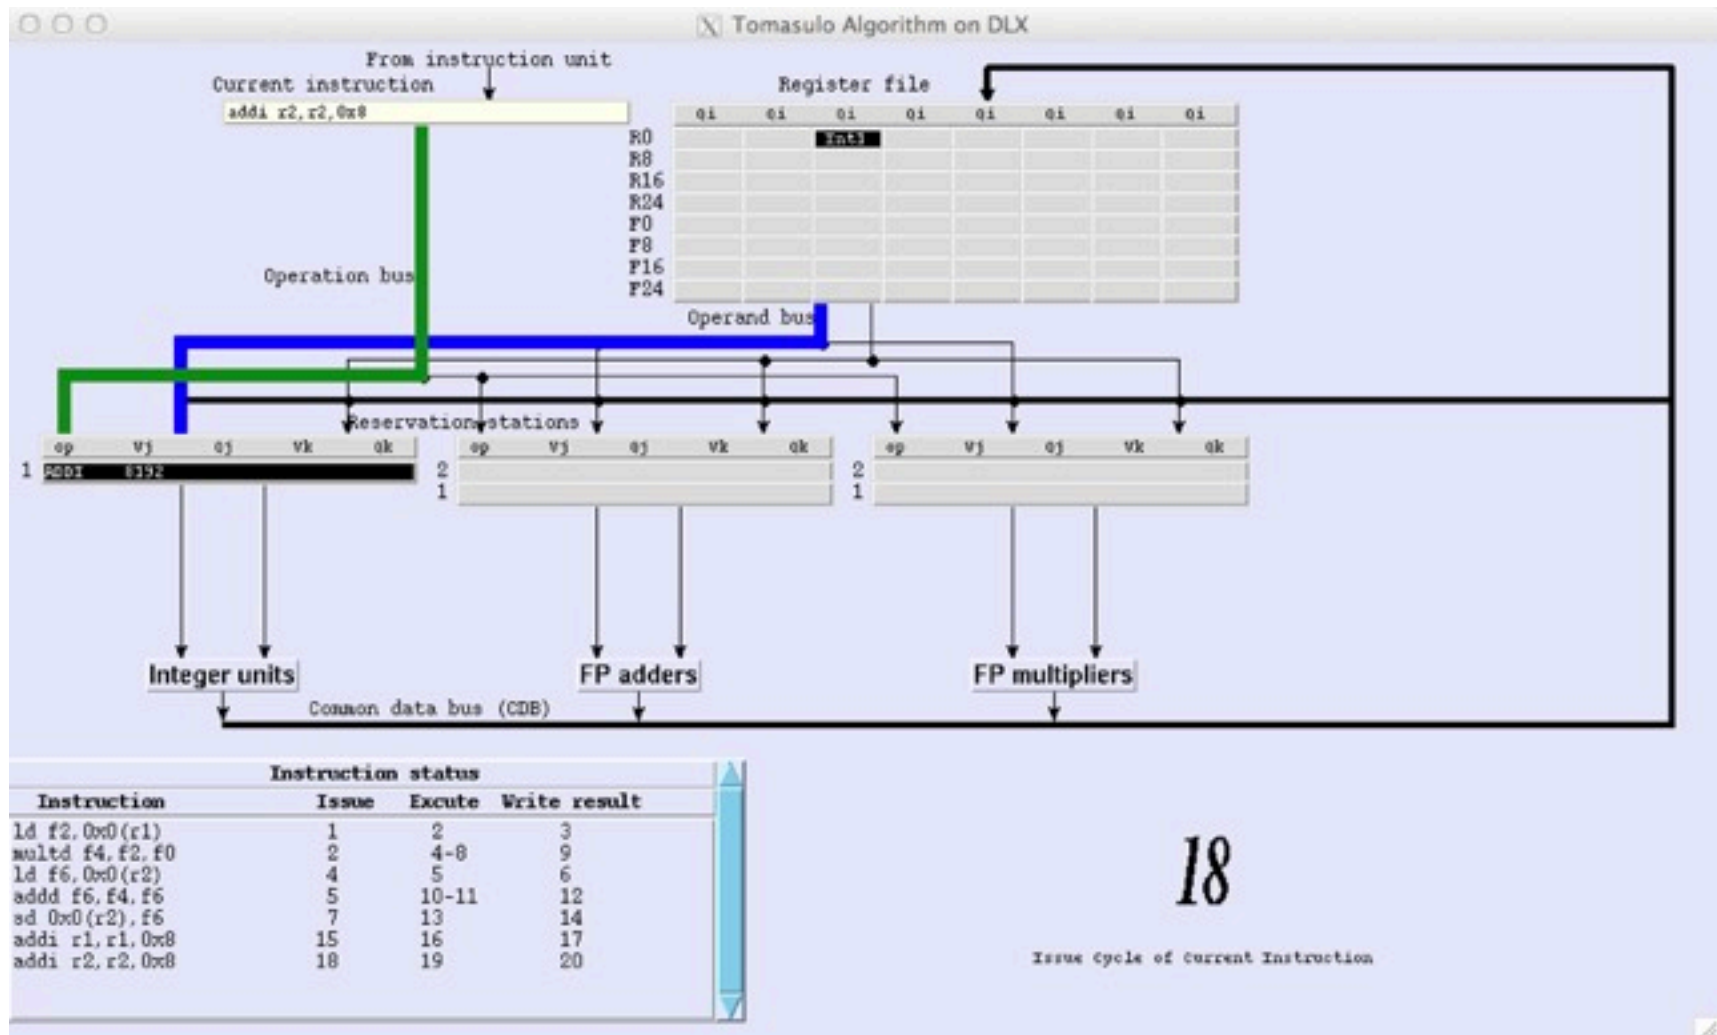 Tomasulo Algorithm on DLX
From instruction unit
Current instruction
addi r2,r2,0x8
Register file
Qi Qi Qi Qi Qi Qi Qi Qi
R0 Int1
R8
R16
R24
F0
F8
F16
F24
Operation bus
Operand bus
Reservation stations
op Vj Qj Vk Qk
op Vj Qj Vk Qk
op Vj Qj Vk Qk
1 ADDI 8192
2
1
2
1
Integer units
FP adders
FP multipliers
Common data bus (CDB)
Instruction status
Instruction Issue Excute Write result
ld f2,0x0(r1) 1 2 3
multd f4,f2,f0 2 4-8 9
ld f6,0x0(r2) 4 5 6
addd f6,f4,f6 5 10-11 12
sd 0x0(r2),f6 7 13 14
addi r1,r1,0x8 15 16 17
addi r2,r2,0x8 18 19 20
18
Issue Cycle of Current Instruction